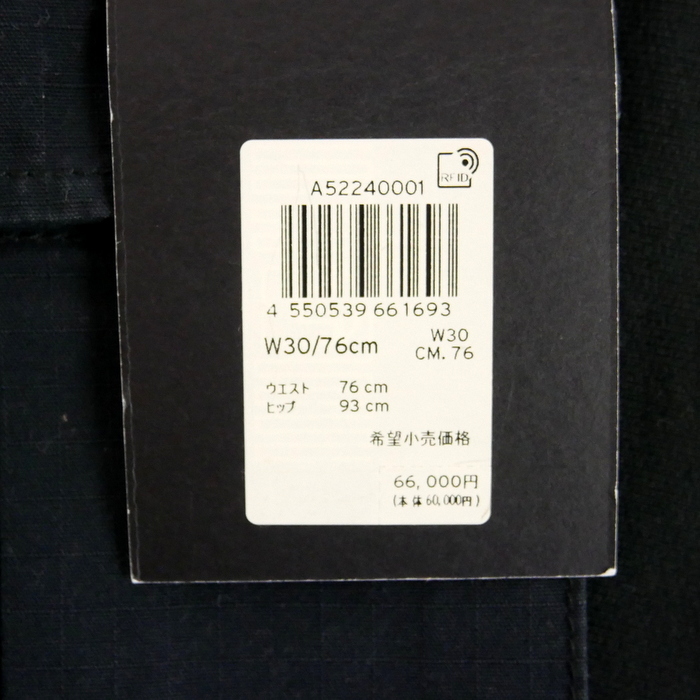 RFID
A52240001
4 550539 661693
W30/76cm
W30
CM. 76
ウエスト 76 cm
ヒップ 93 cm
希望小売価格
66,000円
(本体60,000円)